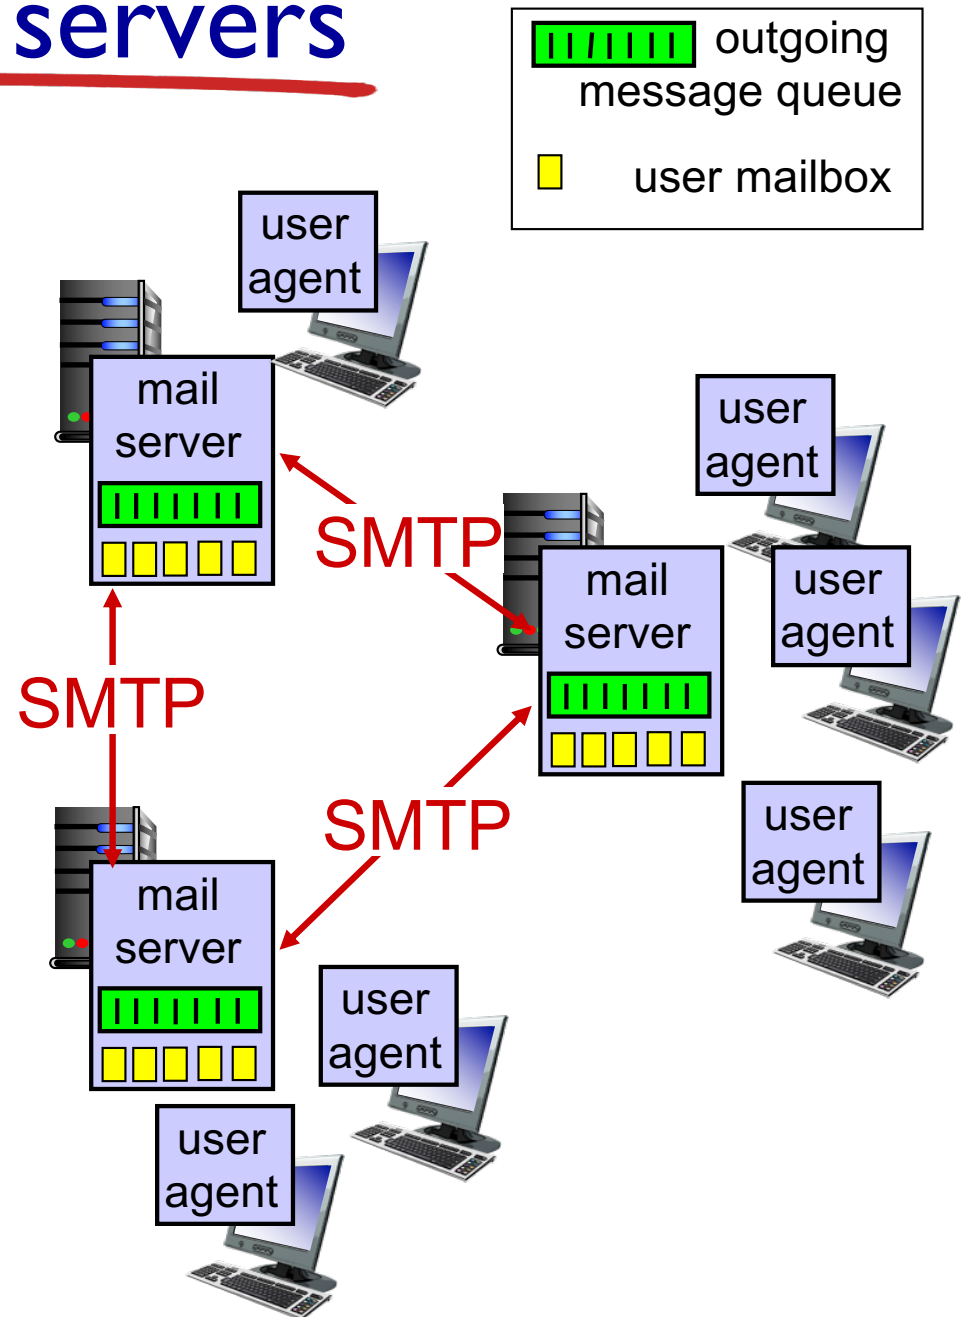 servers
outgoing
message queue
user mailbox
user
agent
mail
server
user
agent
SMTP
mail
server
user
agent
SMTP
user
agent
SMTP
mail
server
user
agent
user
agent